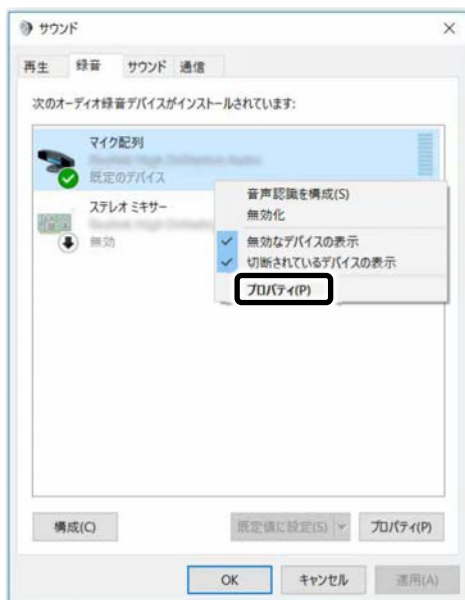 サウンド
再生 録音 サウンド 通信
次のオーディオ録音デバイスがインストールされています:
マイク配列
既定のデバイス
ステレオ ミキサー
無効
音声認識を構成(S)
無効化
無効なデバイスの表示
切断されているデバイスの表示
プロパティ(P)
構成(C) 既定値に設定(S) プロパティ(P)
OK キャンセル 適用(A)